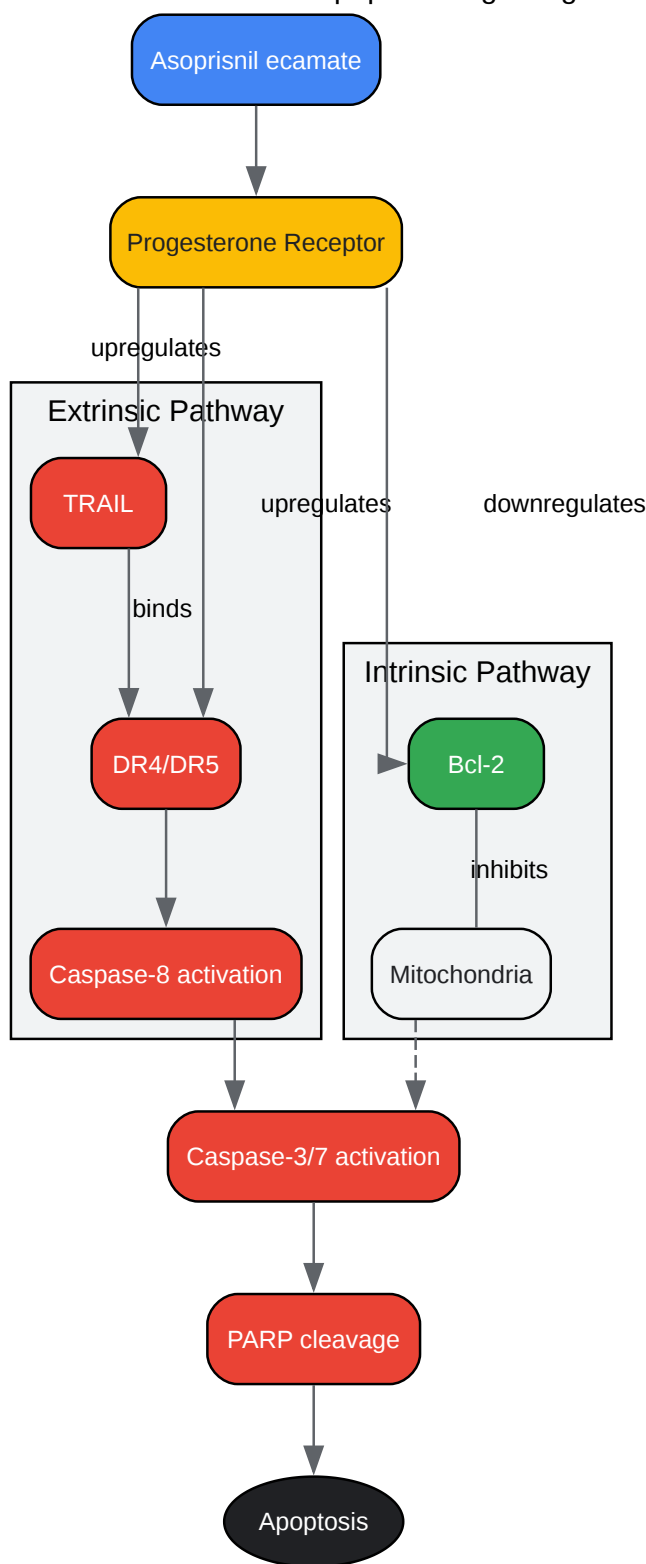 Asoprisnil ecamate
Progesterone Receptor
upregulates
Extrinsic Pathway
TRAIL
upregulates
downregulates
binds
Intrinsic Pathway
DR4/DR5
Bcl-2
inhibits
Caspase-8 activation
Mitochondria
Caspase-3/7 activation
PARP cleavage
Apoptosis